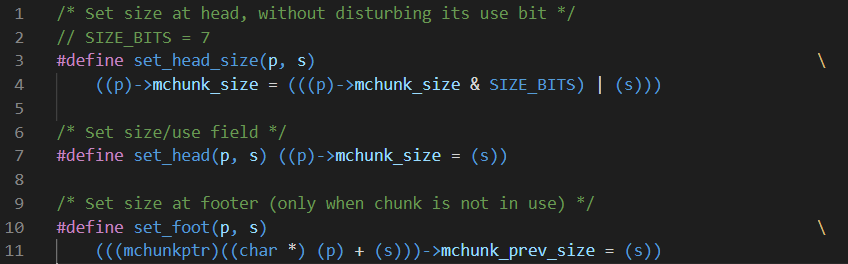 1 /* Set size at head, without disturbing its use bit */
2 // SIZE_BITS = 7
3 #define set_head_size(p, s) \
4 ((p)->mchunk_size = (((p)->mchunk_size & SIZE_BITS) | (s)))
5
6 /* Set size/use field */
7 #define set_head(p, s) ((p)->mchunk_size = (s))
8
9 /* Set size at footer (only when chunk is not in use) */
10 #define set_foot(p, s) \
11 (((mchunkptr)((char *) (p) + (s)))->mchunk_prev_size = (s))